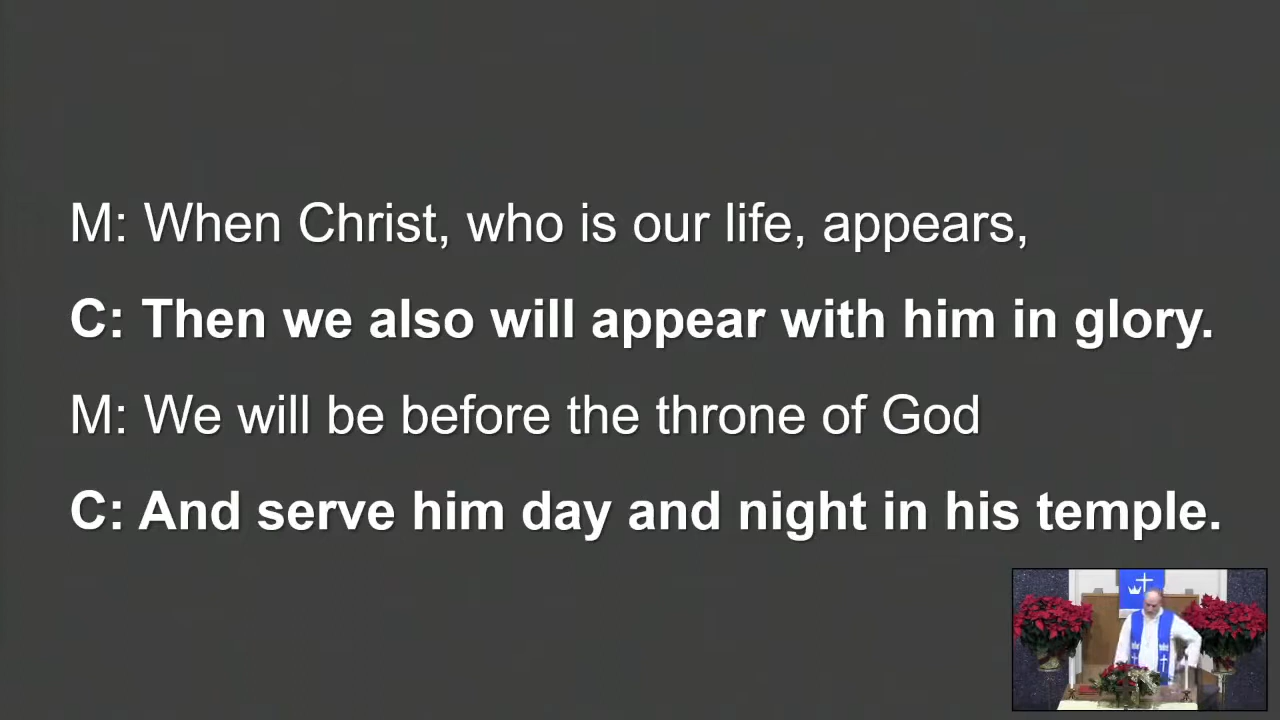 M: When Christ, who is our life, appears,
C: Then we also will appear with him in glory.
M: We will be before the throne of God
C: And serve him day and night in his temple.